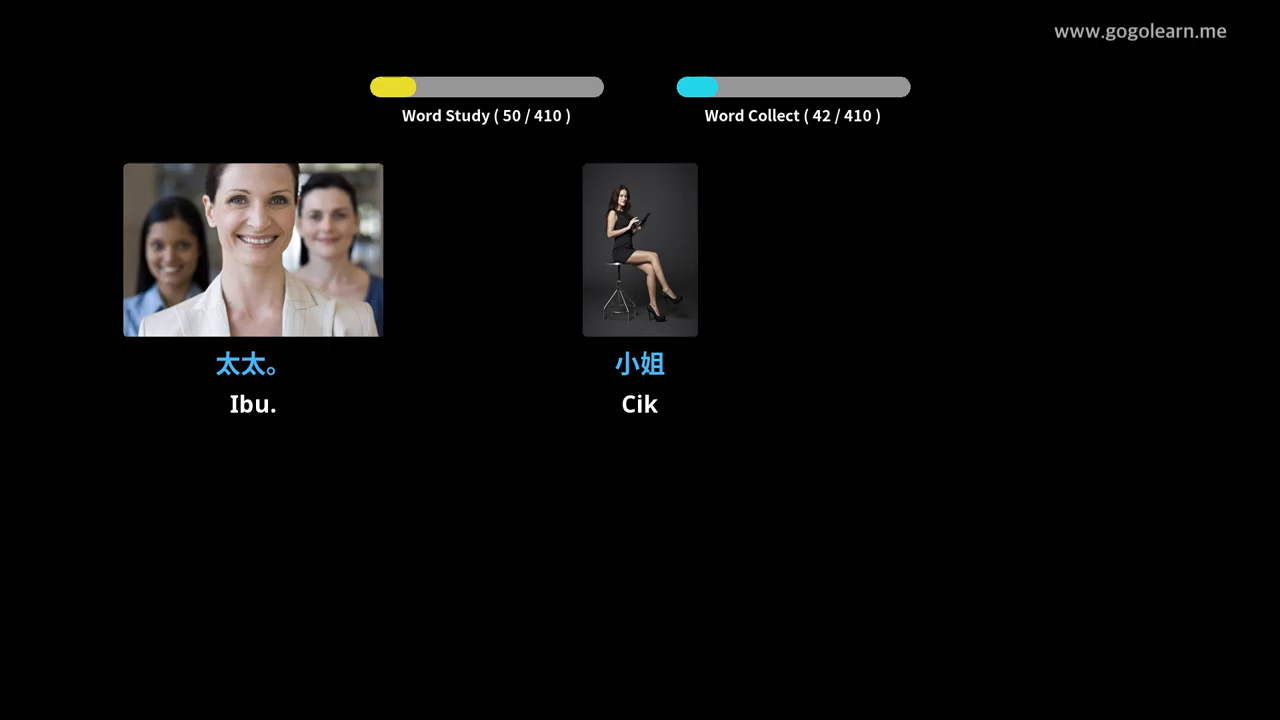 www.gogolearn.me
Word Study ( 50 / 410 )
Word Collect ( 42 / 410 )
太太。
Ibu.
小姐
Cik